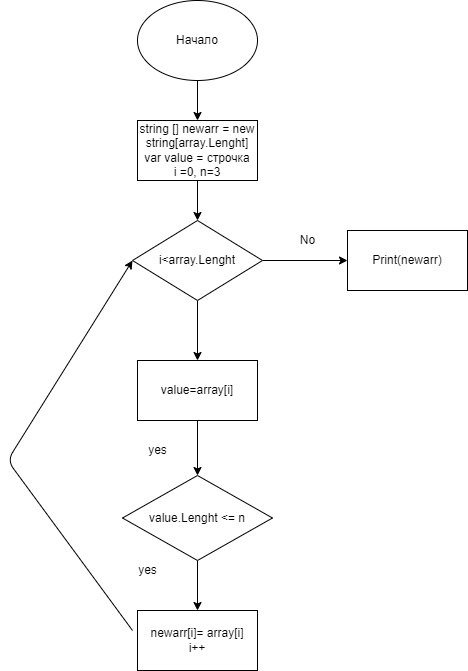 Начало
string [] newarr = new
string[array.Lenght]
var value = строчка
i =0, n=3
i<array.Lenght
No
Print(newarr)
value=array[i]
yes
value.Lenght <= n
yes
newarr[i]= array[i]
i++